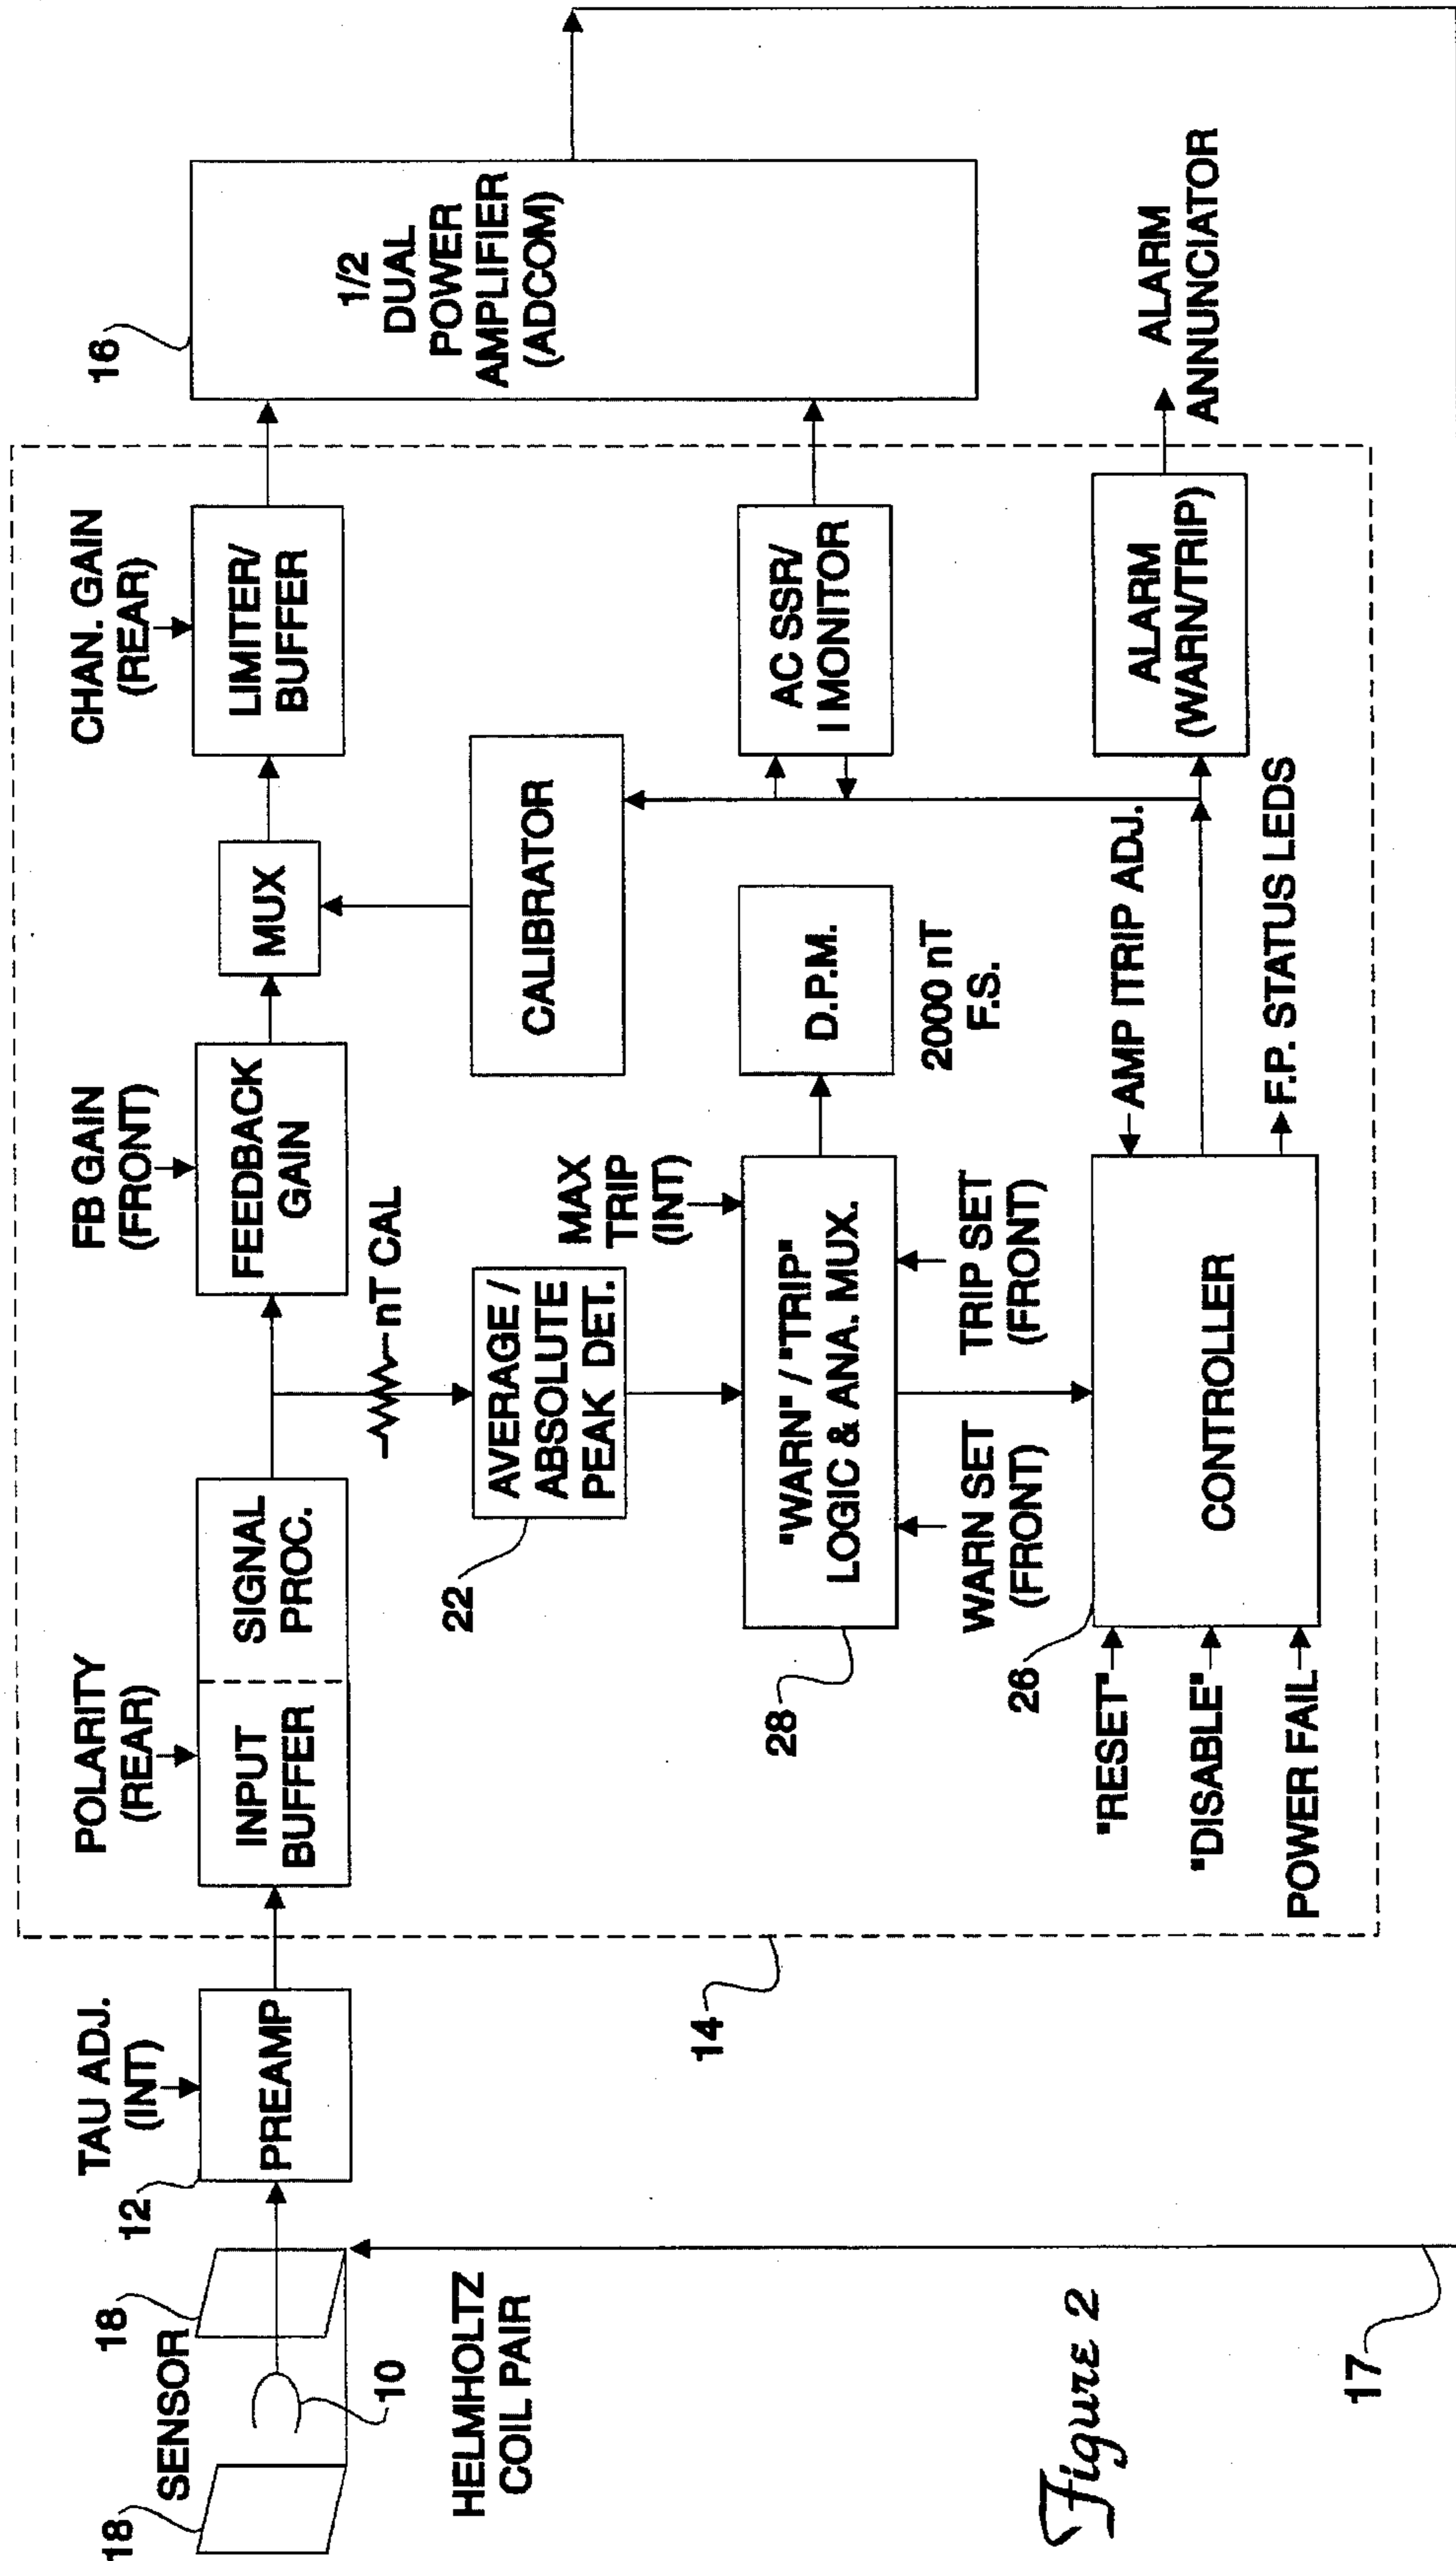 18
SENSOR
18
10
HELMHOLTZ
COIL PAIR
12
TAU ADJ.
(INT)
PREAMP
14
POLARITY
(REAR)
INPUT
BUFFER
SIGNAL
PROC.
FB GAIN
(FRONT)
FEEDBACK
GAIN
MUX
CHAN. GAIN
(REAR)
LIMITER/
BUFFER
16
1/2
DUAL
POWER
AMPLIFIER
(ADCOM)
nT CAL
22
AVERAGE /
ABSOLUTE
PEAK DET.
CALIBRATOR
MAX
TRIP
(INT)
28
"WARN" / "TRIP"
LOGIC & ANA. MUX.
D.P.M.
2000 nT
F.S.
AC SSR/
I MONITOR
WARN SET
(FRONT)
TRIP SET
(FRONT)
26
"RESET"
"DISABLE"
POWER FAIL
CONTROLLER
AMP ITRIP ADJ.
F.P. STATUS LEDS
ALARM
(WARN/TRIP)
ALARM
ANNUNCIATOR
17
Figure 2